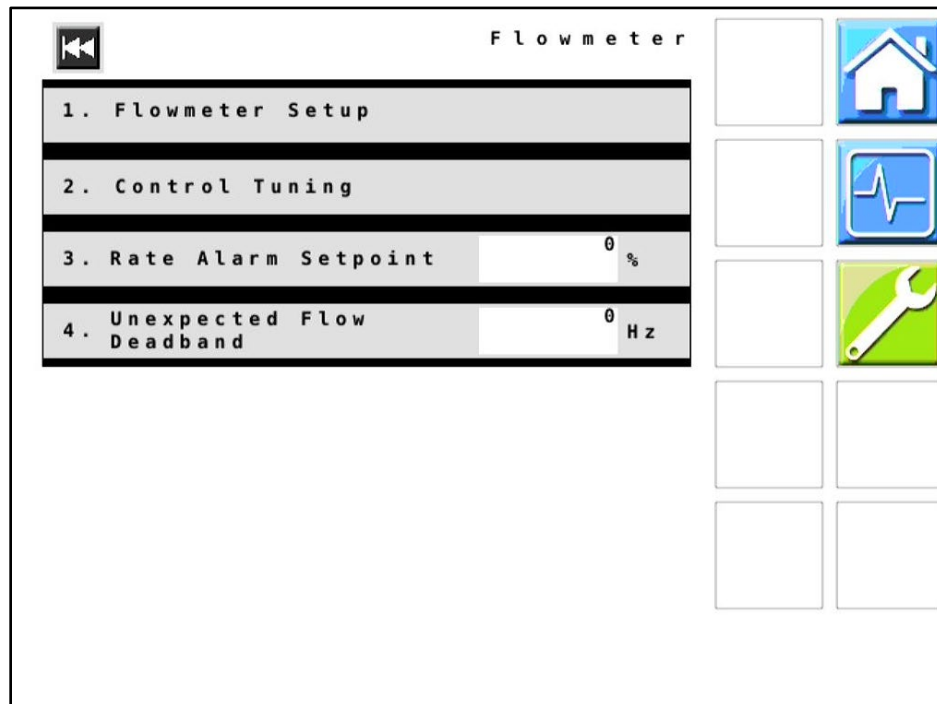 Flowmeter
1. Flowmeter Setup
2. Control Tuning
3. Rate Alarm Setpoint 0 %
4. Unexpected Flow Deadband 0 Hz